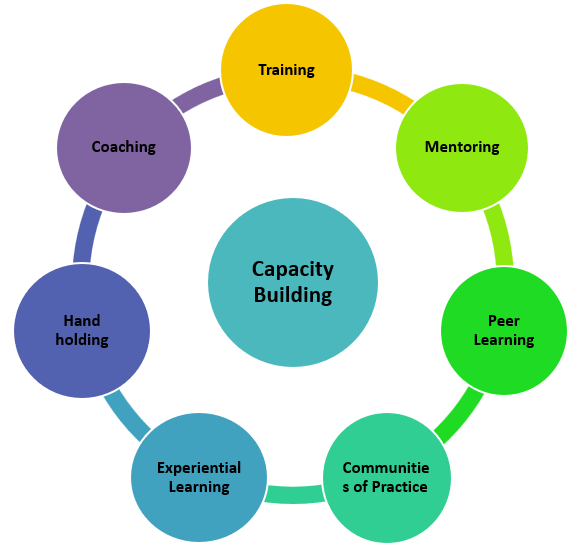 Training
Mentoring
Peer
Learning
Communitie
s of Practice
Experiential
Learning
Hand
holding
Coaching
Capacity
Building